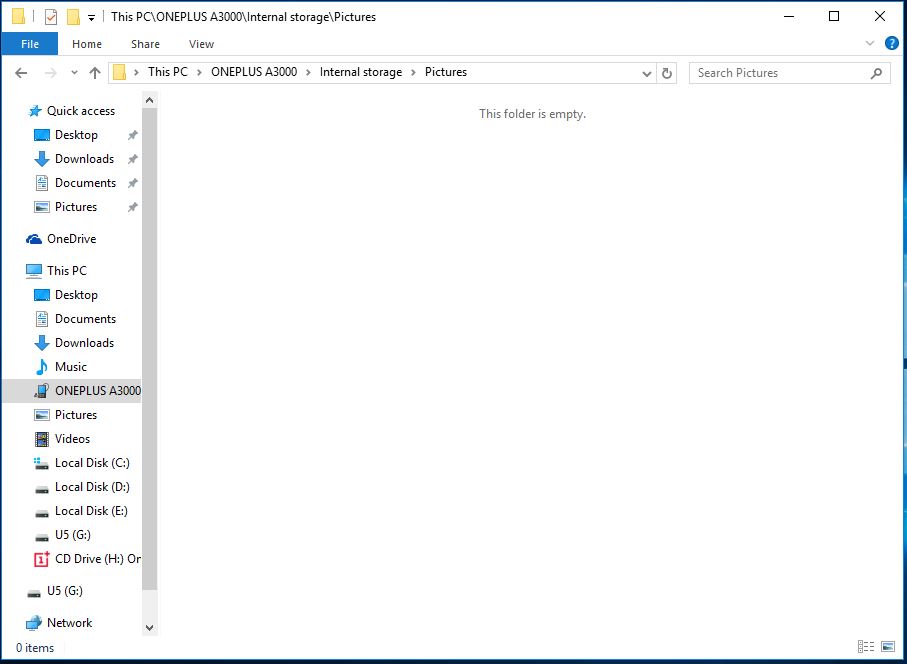 This PC\ONEPLUS A3000\Internal storage\Pictures
File Home Share View
This PC ONEPLUS A3000 Internal storage Pictures
Search Pictures
Quick access
Desktop
Downloads
Documents
Pictures
OneDrive
This PC
Desktop
Documents
Downloads
Music
ONEPLUS A3000
Pictures
Videos
Local Disk (C:)
Local Disk (D:)
Local Disk (E:)
U5 (G:)
CD Drive (H:) On
U5 (G:)
Network
This folder is empty.
0 items